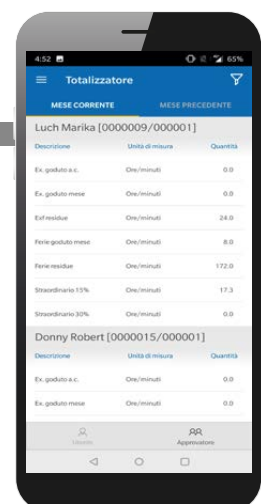 4:52 65%
Totalizzatore
MESE CORRENTE MESE PRECEDENTE
Luch Marika [0000009/000001]
Descrizione Unità di misura Quantità
Ex. goduto a.c. Ore/minuti 0.0
Ex. goduto mese Ore/minuti 0.0
Exf residue Ore/minuti 24.0
Ferie goduto mese Ore/minuti 8.0
Ferie residue Ore/minuti 172.0
Straordinario 15% Ore/minuti 17.3
Straordinario 30% Ore/minuti 0.0
Donny Robert [0000015/000001]
Descrizione Unità di misura Quantità
Ex. goduto a.c. Ore/minuti 0.0
Ex. goduto mese Ore/minuti 0.0
Utente Approvatore